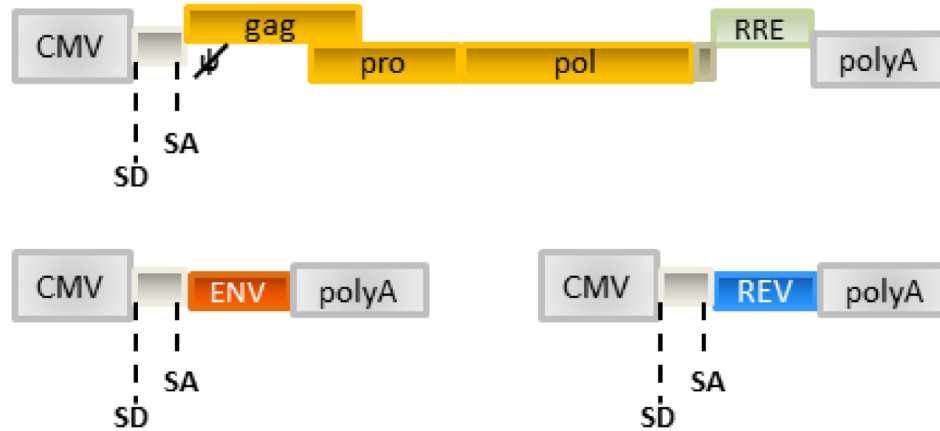 CMV
gag
ψ
pro
pol
RRE
polyA
SA
SD
CMV
ENV
polyA
SA
SD
CMV
REV
polyA
SA
SD